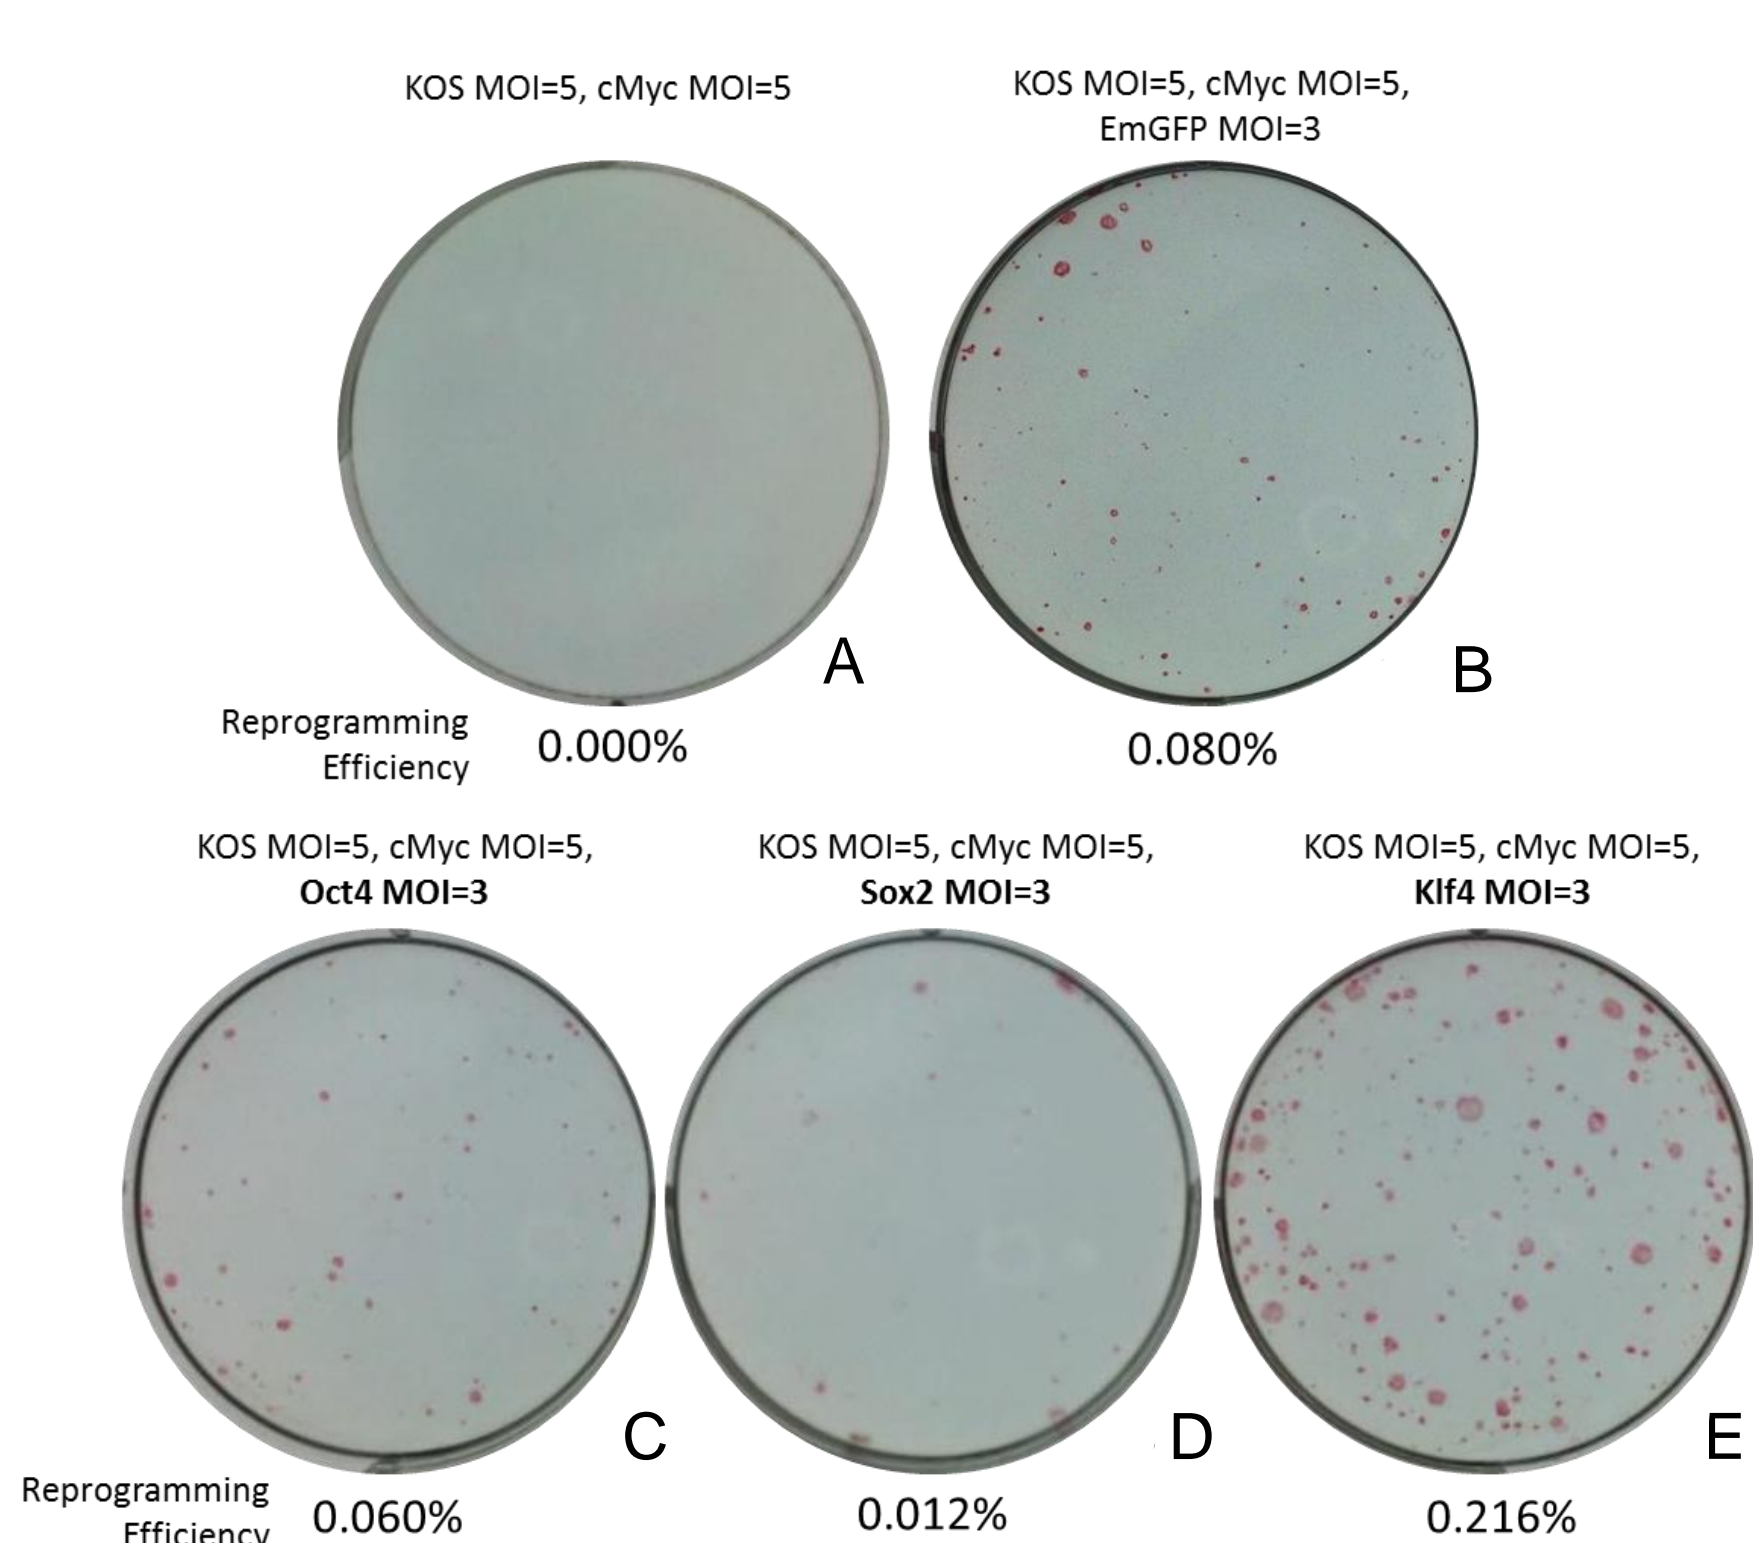 KOS MOI=5, cMyc MOI=5
KOS MOI=5, cMyc MOI=5,
EmGFP MOI=3
A
B
Reprogramming
Efficiency
0.000%
0.080%
KOS MOI=5, cMyc MOI=5,
Oct4 MOI=3
KOS MOI=5, cMyc MOI=5,
Sox2 MOI=3
KOS MOI=5, cMyc MOI=5,
Klf4 MOI=3
C
D
E
Reprogramming
Efficiency
0.060%
0.012%
0.216%